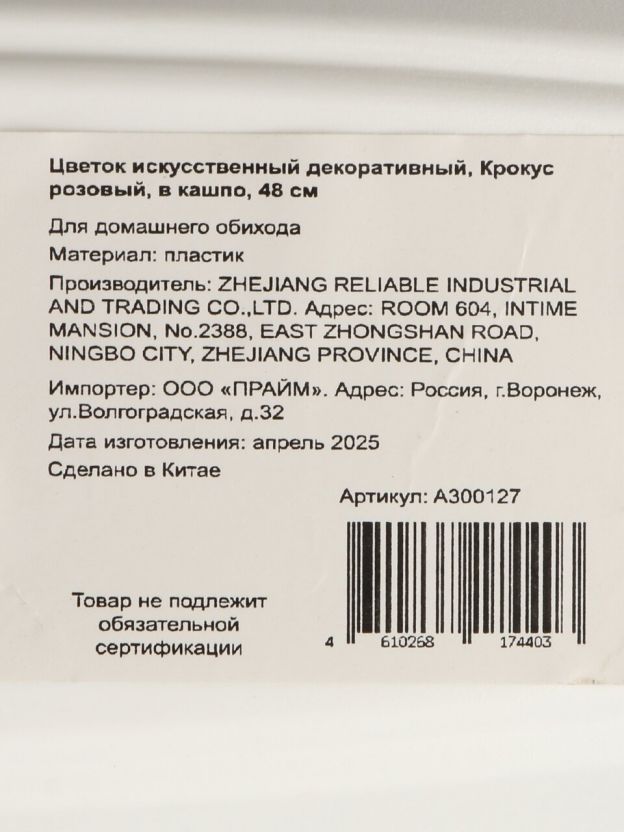 Цветок искусственный декоративный, Крокус
розовый, в кашпо, 48 см
Для домашнего обихода
Материал: пластик
Производитель: ZHEJIANG RELIABLE INDUSTRIAL
AND TRADING CO.,LTD. Адрес: ROOM 604, INTIME
MANSION, No.2388, EAST ZHONGSHAN ROAD,
NINGBO CITY, ZHEJIANG PROVINCE, CHINA
Импортер: ООО «ПРАЙМ». Адрес: Россия, г.Воронеж,
ул.Волгоградская, д.32
Дата изготовления: апрель 2025
Сделано в Китае
Артикул: А300127
Товар не подлежит
обязательной
сертификации
4 610268 174403